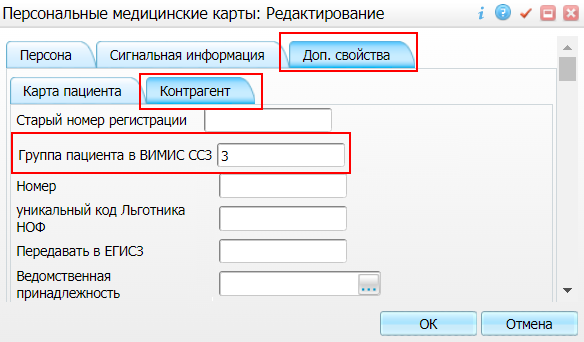 Персональные медицинские карты: Редактирование
Персона Сигнальная информация Доп. свойства
Карта пациента Контрагент
Старый номер регистрации
Группа пациента в ВИМИС ССЗ 3
Номер
уникальный код Льготника
НОФ
Передавать в ЕГИСЗ
Ведомственная
принадлежность
...
ОК Отмена